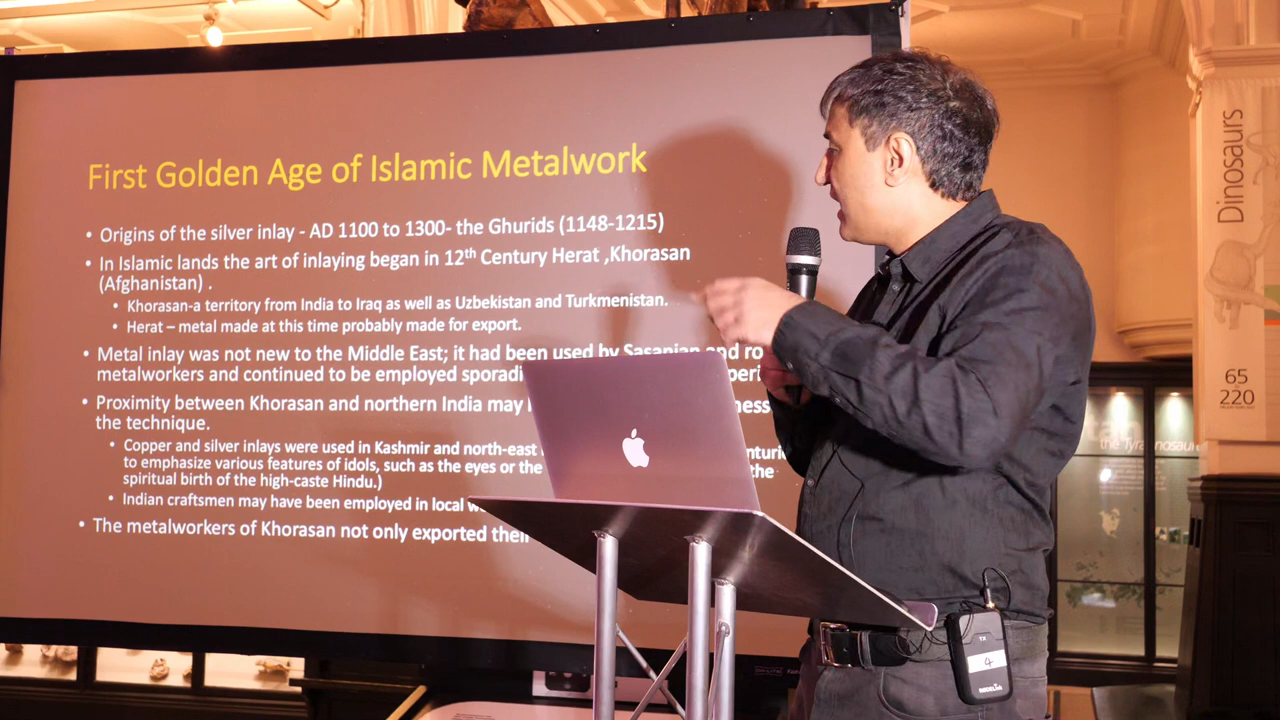 First Golden Age of Islamic Metalwork
• Origins of the silver inlay - AD 1100 to 1300- the Ghurids (1148-1215)
• In Islamic lands the art of inlaying began in 12th Century Herat ,Khorasan
(Afghanistan) .
• Khorasan-a territory from India to Iraq as well as Uzbekistan and Turkmenistan.
• Herat – metal made at this time probably made for export.
• Metal inlay was not new to the Middle East; it had been used by Sasanian and
metalworkers and continued to be employed
• Proximity between Khorasan and northern India may
the technique.
• Copper and silver inlays were used in Kashmir and north-east
to emphasize various features of idols, such as the eyes or the
the
spiritual birth of the high-caste Hindu.)
• Indian craftsmen may have been employed in local
• The metalworkers of Khorasan not only exported their
Dinosaurs
65
220
the
TX
4